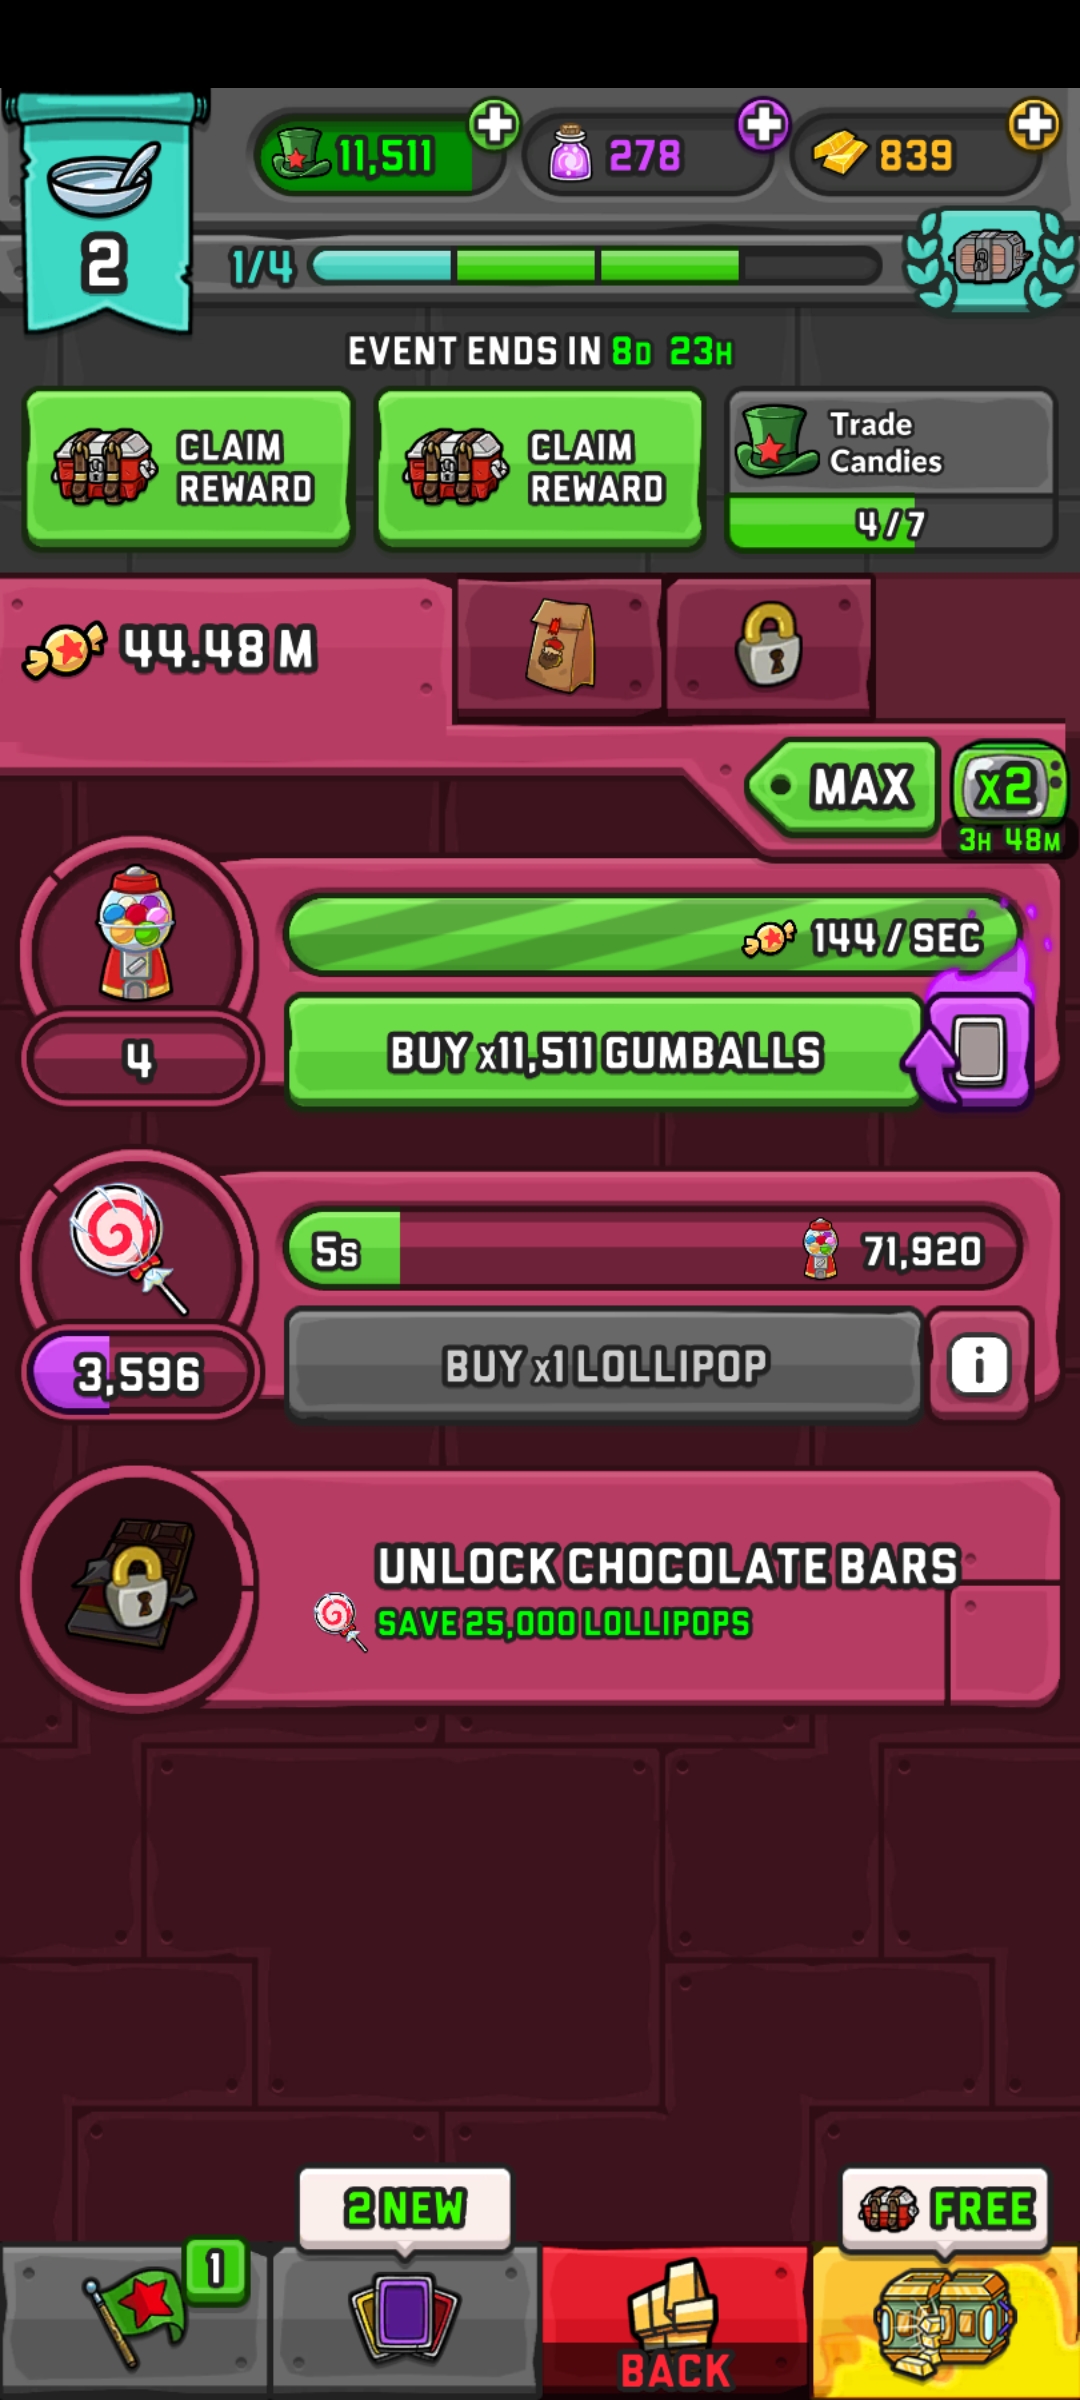 11,511
278
839
2
1/4
EVENT ENDS IN 8D 23H
CLAIM
REWARD
CLAIM
REWARD
Trade
Candies
4/7
44.48 M
MAX
x2
3H 48M
144 / SEC
4
BUY x11,511 GUMBALLS
5s
71,920
3,596
BUY x1 LOLLIPOP
i
UNLOCK CHOCOLATE BARS
SAVE 25,000 LOLLIPOPS
2 NEW
FREE
1
BACK